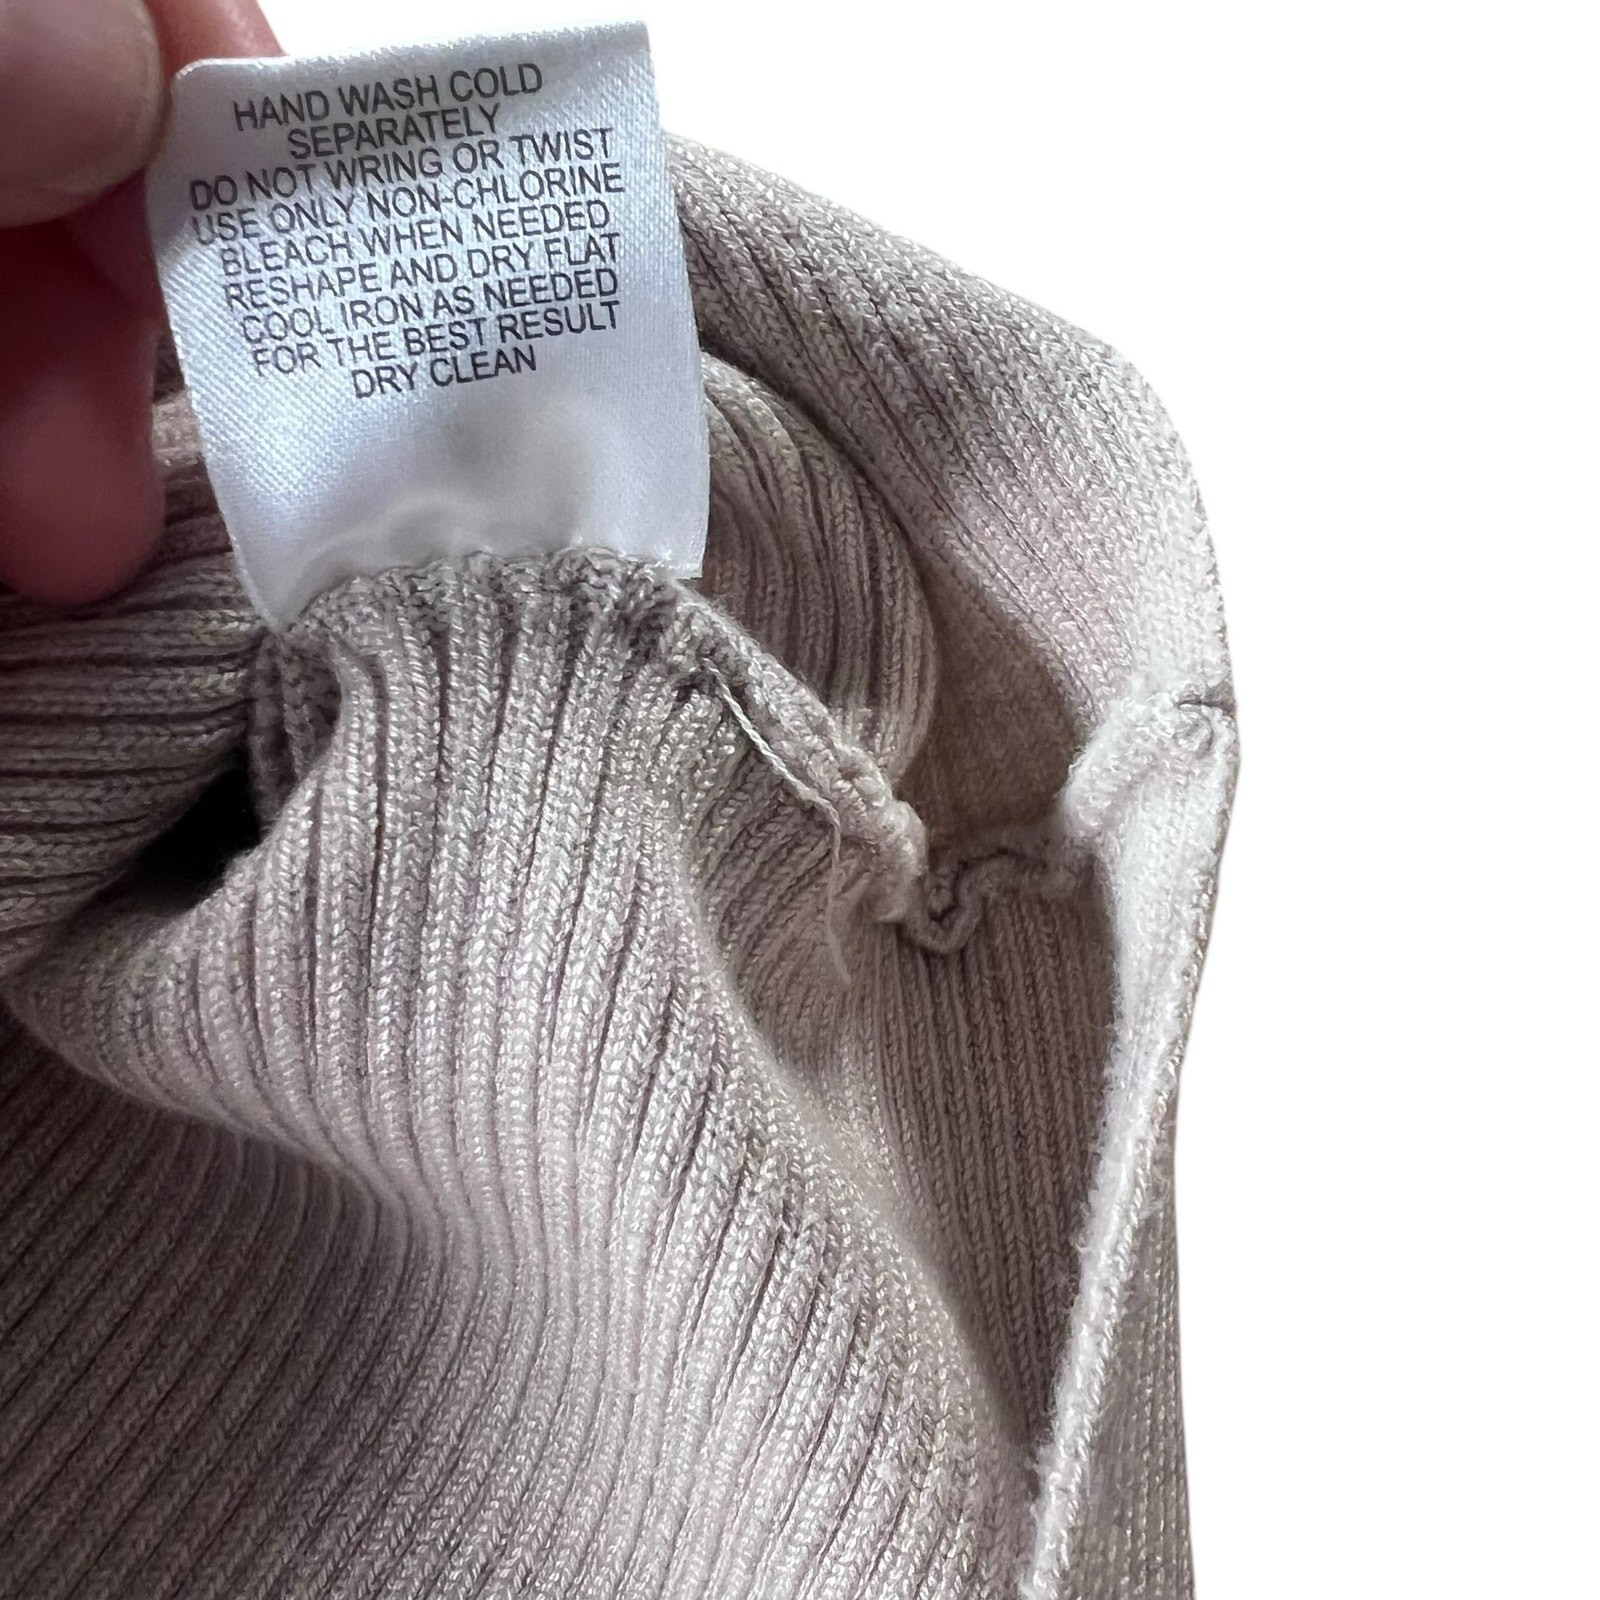 HAND WASH COLD
SEPARATELY
DO NOT WRING OR TWIST
USE ONLY NON-CHLORINE
BLEACH WHEN NEEDED
RESHAPE AND DRY FLAT
COOL IRON AS NEEDED
FOR THE BEST RESULT
DRY CLEAN